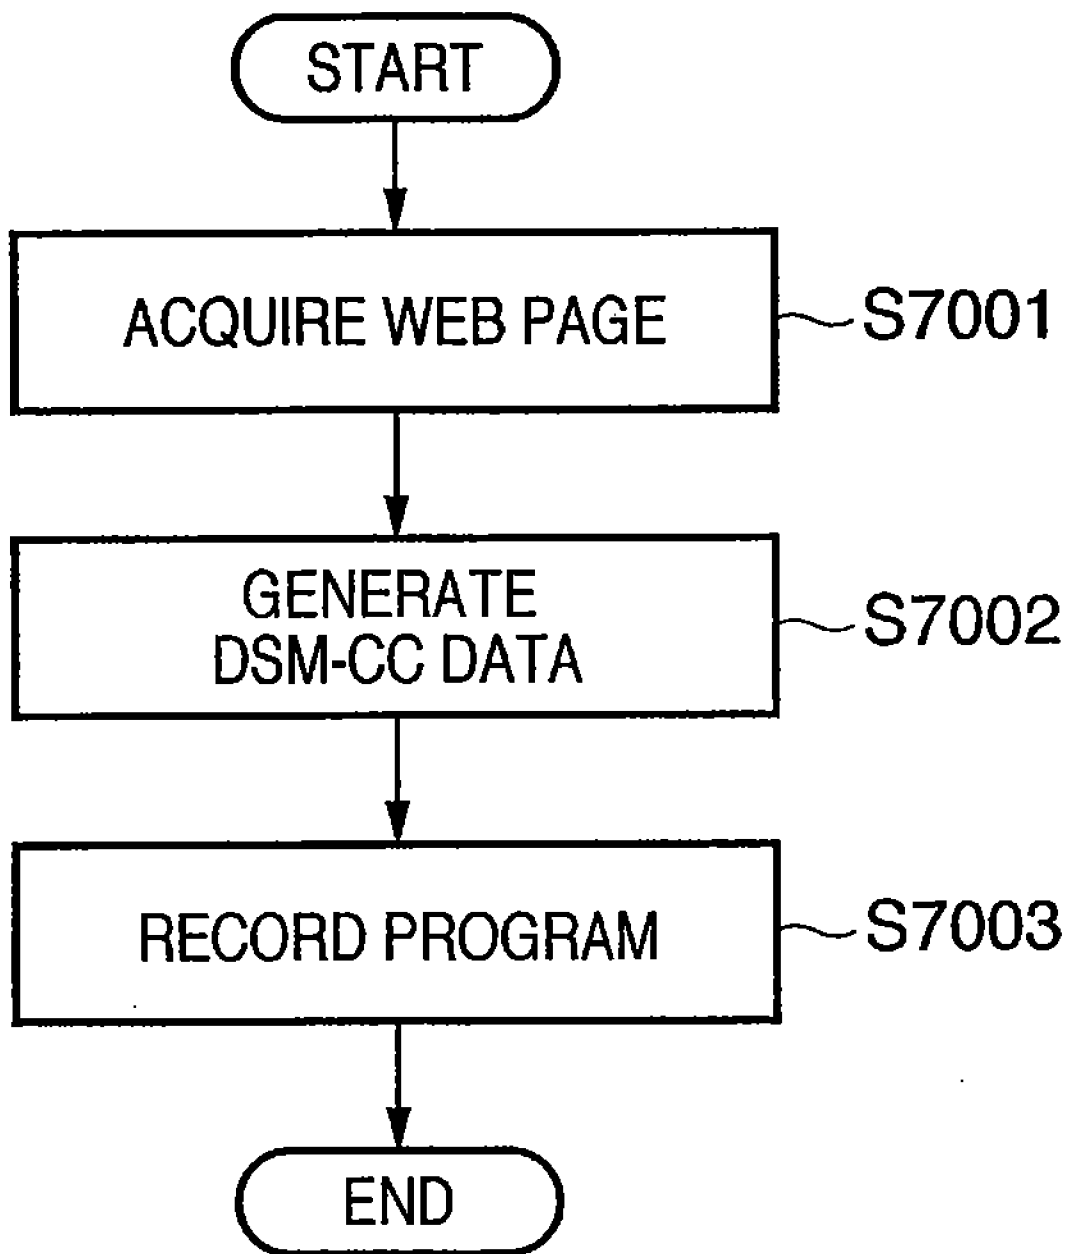 START
ACQUIRE WEB PAGE
S7001
GENERATE
DSM-CC DATA
S7002
RECORD PROGRAM
S7003
END